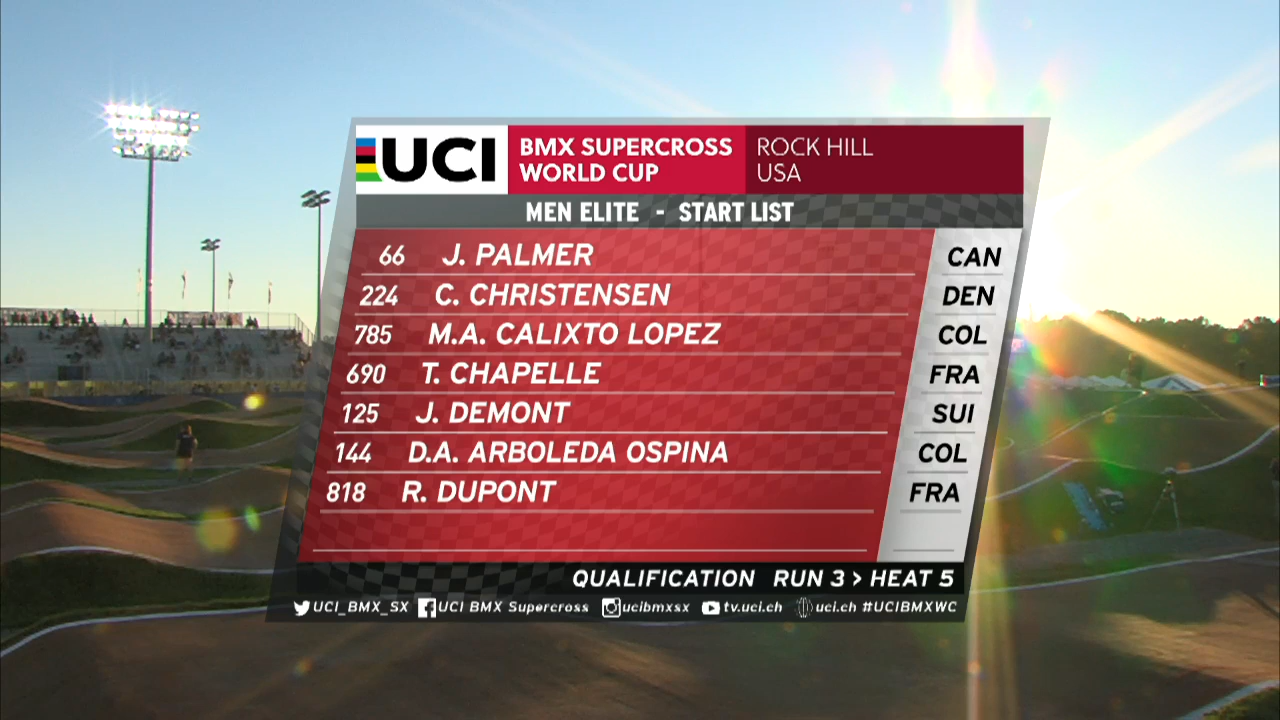 UCI BMX SUPERCROSS WORLD CUP ROCK HILL USA
MEN ELITE - START LIST
66 J. PALMER CAN
224 C. CHRISTENSEN DEN
785 M.A. CALIXTO LOPEZ COL
690 T. CHAPELLE FRA
125 J. DEMONT SUI
144 D.A. ARBOLEDA OSPINA COL
818 R. DUPONT FRA
QUALIFICATION RUN 3 > HEAT 5
UCI_BMX_SX UCI BMX Supercross ucibmxsx tv.uci.ch uci.ch #UCIBMXWC